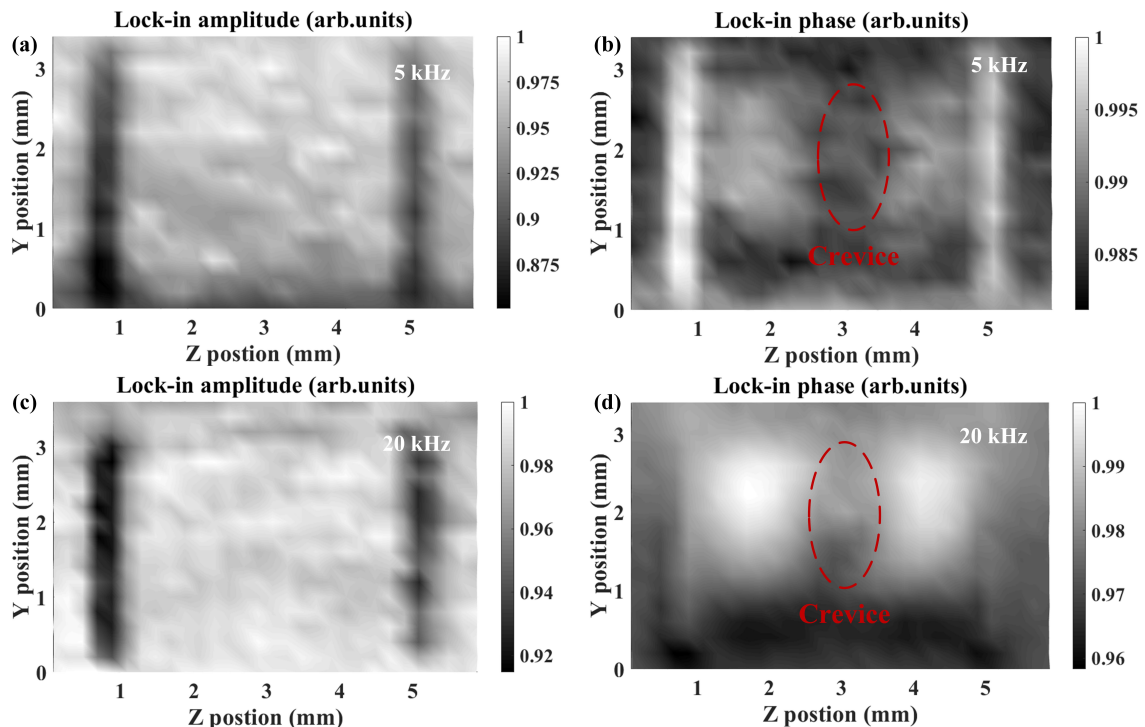 Lock-in amplitude (arb.units)
(a)
5 kHz
Y position (mm)
3
2
1
0
1 2 3 4 5
Z postion (mm)
1
0.975
0.95
0.925
0.9
0.875
Lock-in phase (arb.units)
(b)
5 kHz
Crevice
Y position (mm)
3
2
1
0
1 2 3 4 5
Z postion (mm)
1
0.995
0.99
0.985
Lock-in amplitude (arb.units)
(c)
20 kHz
Y position (mm)
3
2
1
0
1 2 3 4 5
Z postion (mm)
1
0.98
0.96
0.94
0.92
Lock-in phase (arb.units)
(d)
20 kHz
Crevice
Y position (mm)
3
2
1
0
1 2 3 4 5
Z postion (mm)
1
0.99
0.98
0.97
0.96